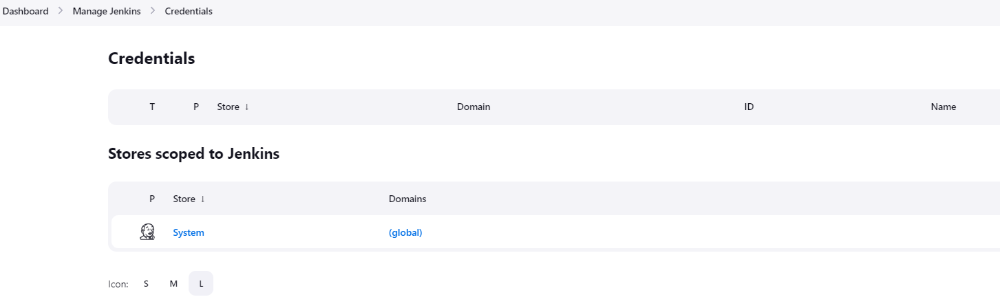 Dashboard > Manage Jenkins > Credentials
Credentials
T P Store ↓ Domain ID Name
Stores scoped to Jenkins
P Store ↓ Domains
System (global)
Icon: S M L